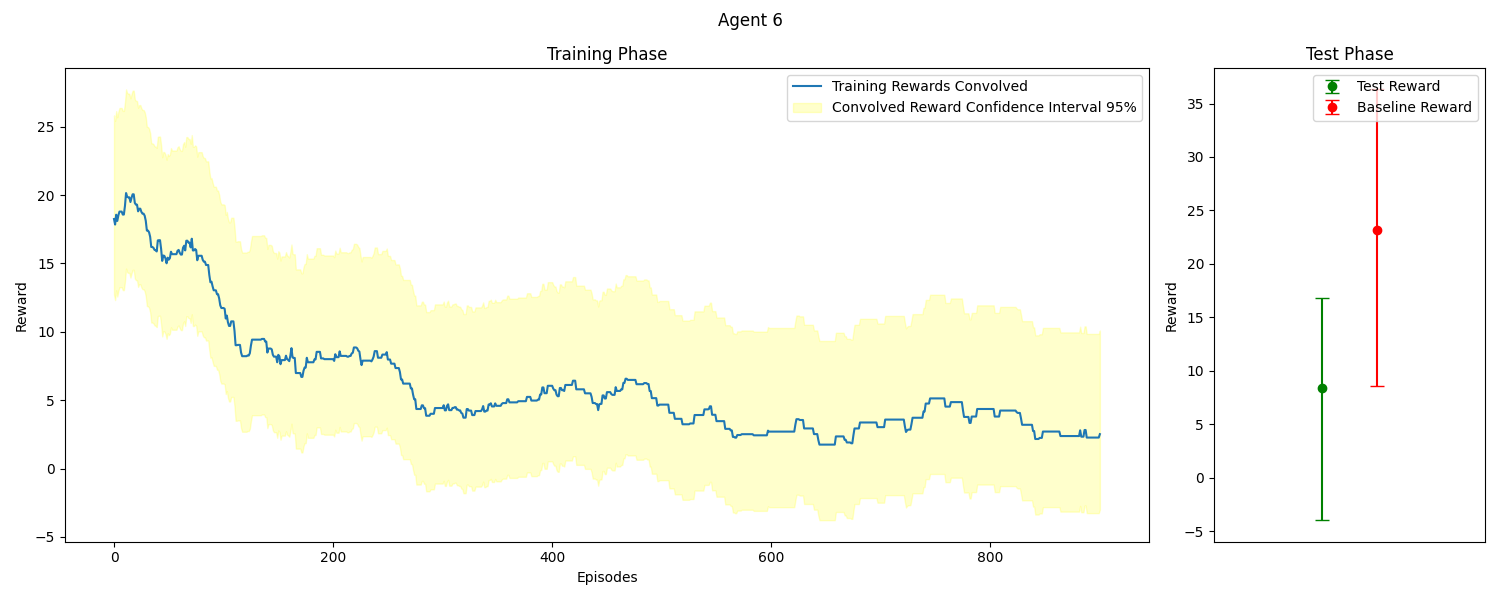 Agent 6
Training Phase
Training Rewards Convolved
Convolved Reward Confidence Interval 95%
25
20
15
10
5
0
−5
Reward
0
200
400
600
800
Episodes
Test Phase
Test Reward
Baseline Reward
35
30
25
20
15
10
5
0
−5
Reward